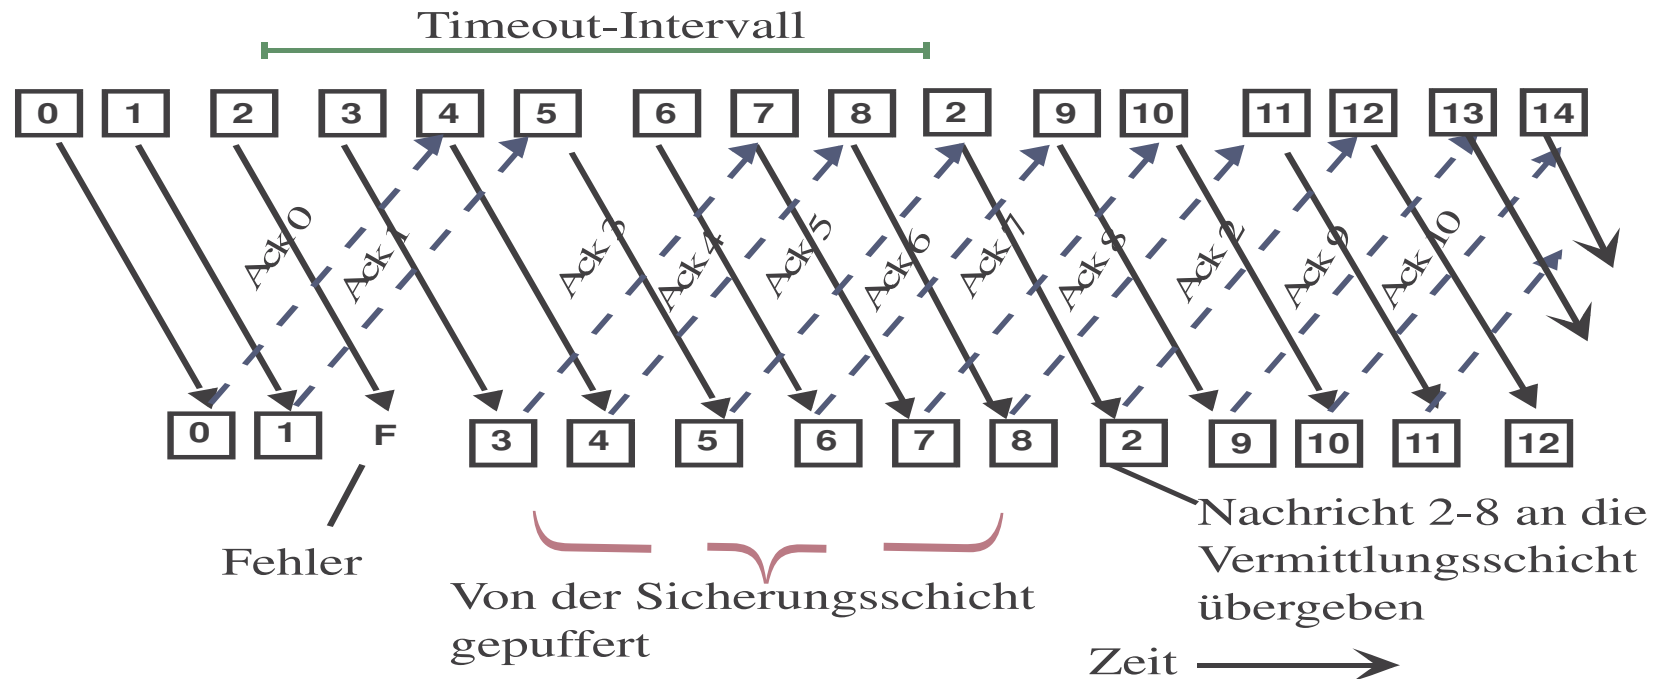 Timeout-Intervall
0 1 2 3 4 5 6 7 8 2 9 10 11 12 13 14
Ack 0 Ack 1 Ack 3 Ack 4 Ack 5 Ack 6 Ack 7 Ack 8 Ack 2 Ack 9 Ack 10
0 1 F 3 4 5 6 7 8 2 9 10 11 12
Fehler
Von der Sicherungsschicht
gepuffert
Nachricht 2-8 an die
Vermittlungsschicht
übergeben
Zeit